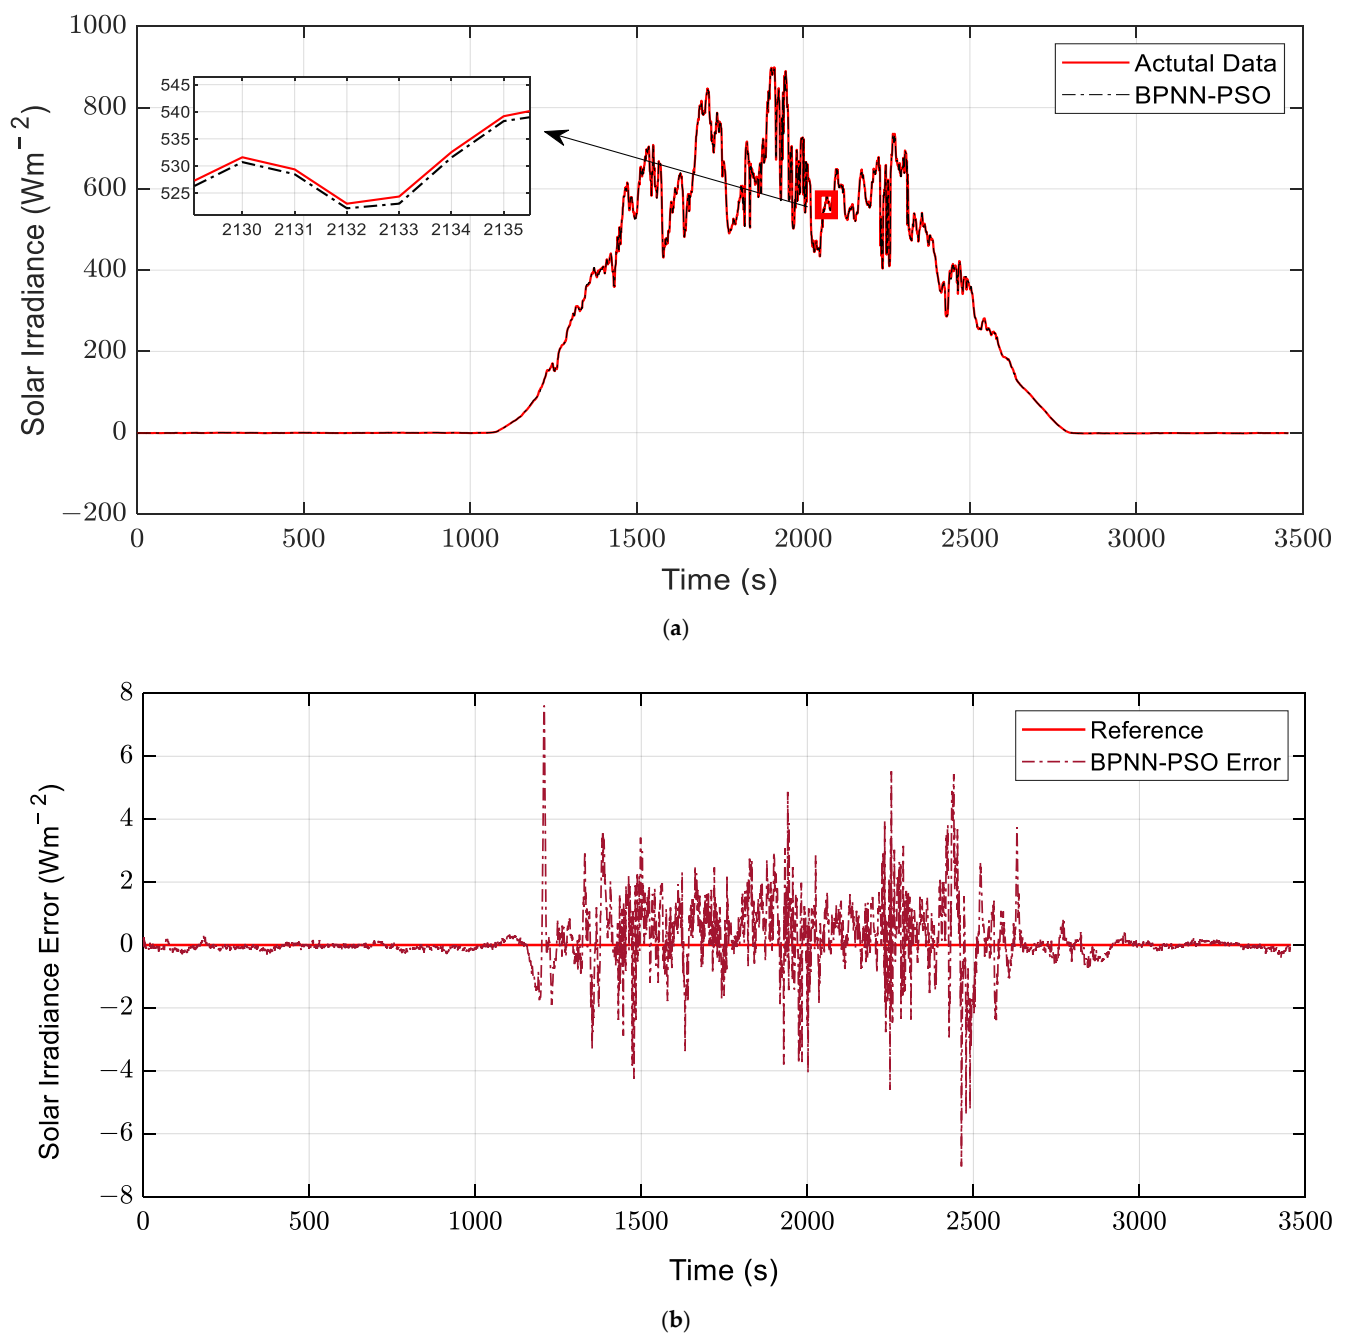 1000
800
600
400
200
0
−200
Solar Irradiance (Wm−2)
545
540
535
530
525
2130 2131 2132 2133 2134 2135
Actutal Data
BPNN-PSO
0 500 1000 1500 2000 2500 3000 3500
Time (s)
(a)
8
6
4
2
0
−2
−4
−6
−8
Solar Irradiance Error (Wm−2)
Reference
BPNN-PSO Error
0 500 1000 1500 2000 2500 3000 3500
Time (s)
(b)